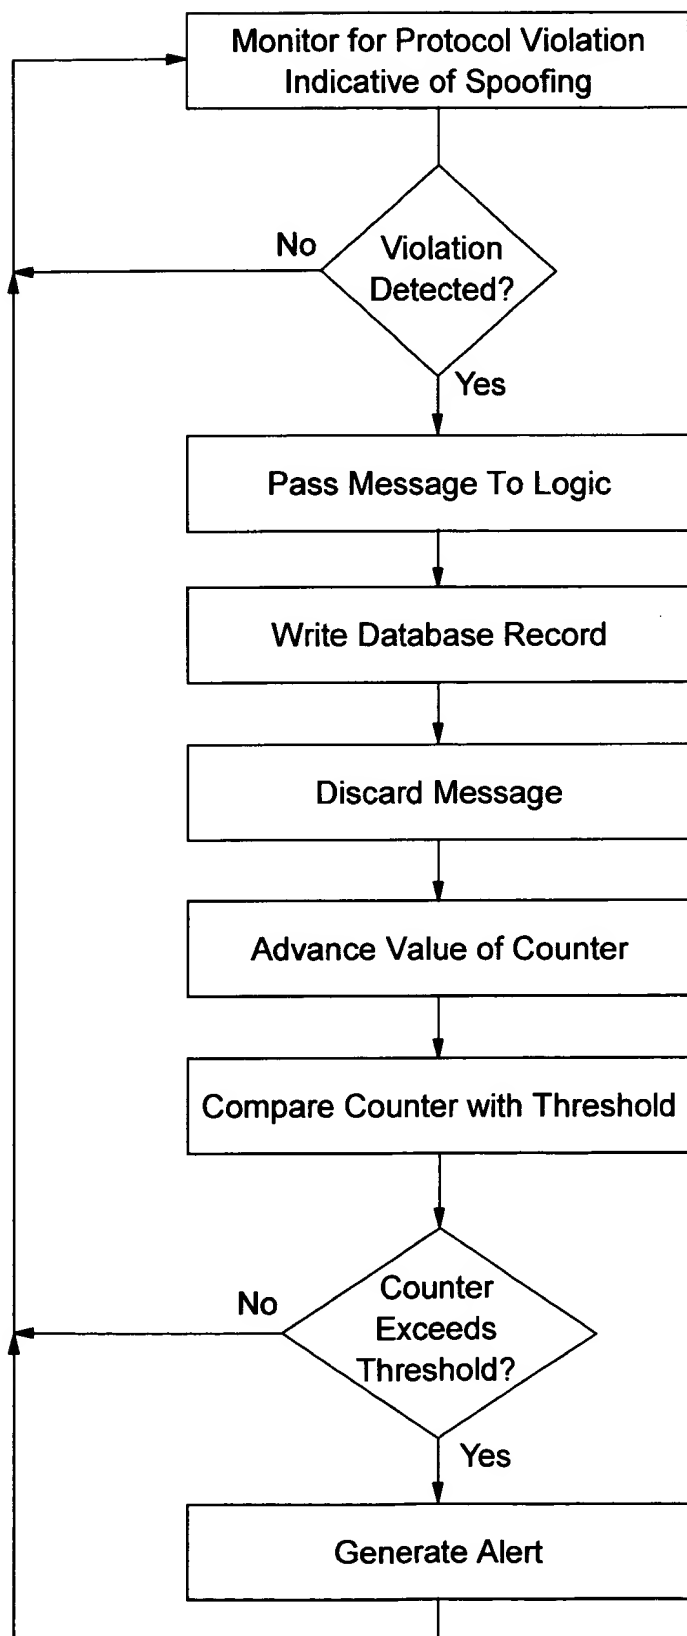 Monitor for Protocol Violation
Indicative of Spoofing
No
Violation
Detected?
Yes
Pass Message To Logic
Write Database Record
Discard Message
Advance Value of Counter
Compare Counter with Threshold
No
Counter
Exceeds
Threshold?
Yes
Generate Alert